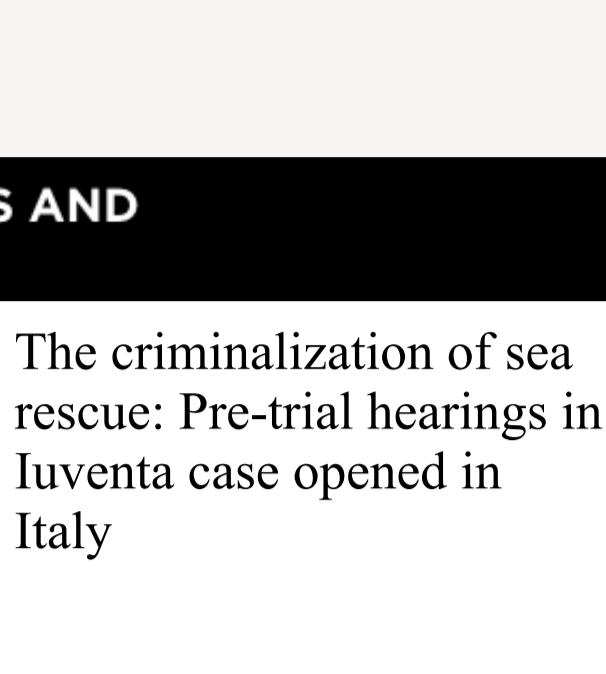 AND
The criminalization of sea
rescue: Pre-trial hearings in
Iuventa case opened in
Italy